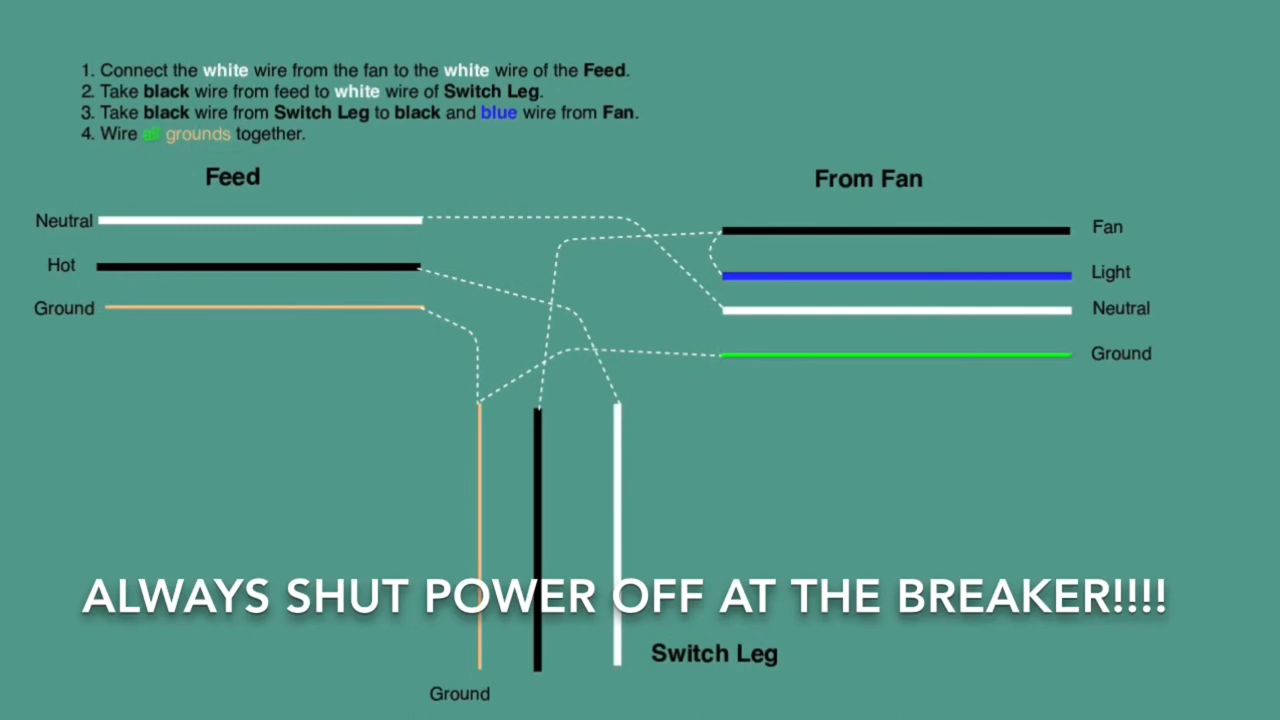 1. Connect the white wire from the fan to the white wire of the Feed.
2. Take black wire from feed to white wire of Switch Leg.
3. Take black wire from Switch Leg to black and blue wire from Fan.
4. Wire all grounds together.
Feed
From Fan
Neutral
Fan
Hot
Light
Ground
Neutral
Ground
ALWAYS SHUT POWER OFF AT THE BREAKER!!!!
Switch Leg
Ground